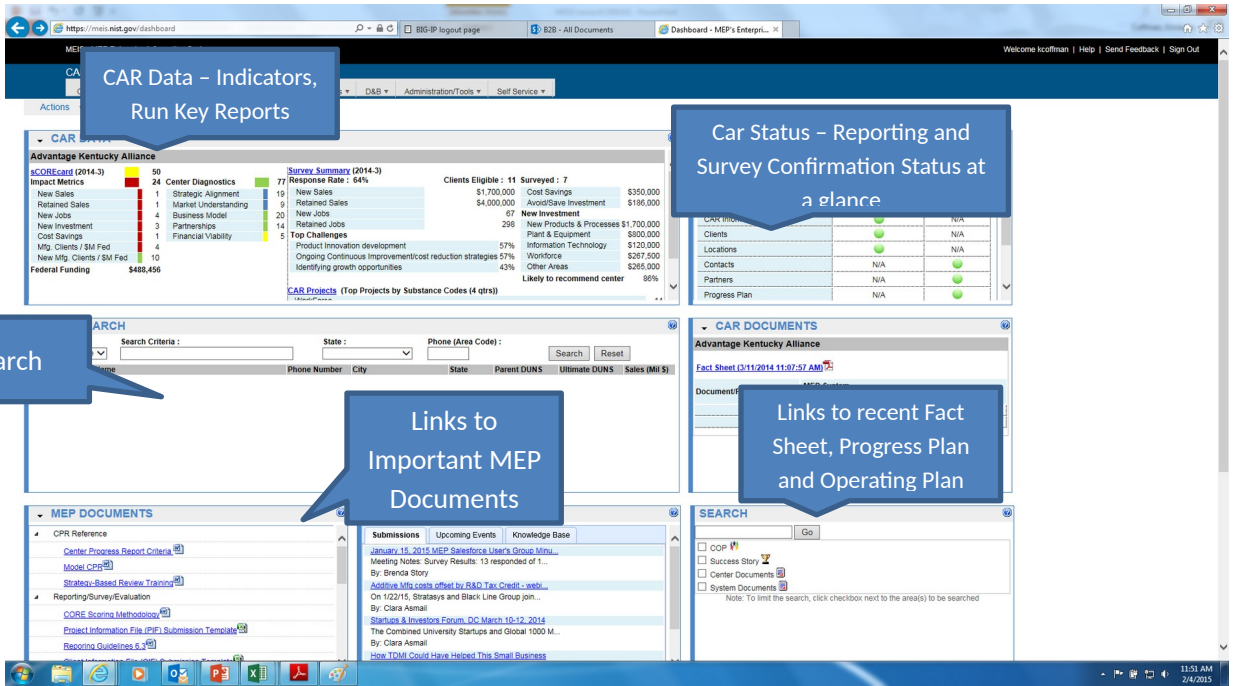 https://meis.nist.gov/dashboard
BIG-IP logout page
B2B - All Documents
Dashboard - MEP's Enterpri...
Welcome kcoffman | Help | Send Feedback | Sign Out
D&B Administration/Tools Self Service
Actions
CAR Data – Indicators,
Run Key Reports
Car Status – Reporting and
Survey Confirmation Status at
a glance
Advantage Kentucky Alliance
sCOREcard (2014-3) 50
Impact Metrics 24 Center Diagnostics 77
New Sales 1 Strategic Alignment 19
Retained Sales 1 Market Understanding 9
New Jobs 4 Business Model 20
New Investment 3 Partnerships 14
Cost Savings 1 Financial Viability 5
Mfg. Clients / $M Fed 4
New Mfg. Clients / $M Fed 10
Federal Funding $488,456
Survey Summary (2014-3)
Response Rate : 64% Clients Eligible : 11 Surveyed : 7
New Sales $1,700,000 Cost Savings $350,000
Retained Sales $4,000,000 Avoid/Save Investment $186,000
New Jobs 67 New Investment
Retained Jobs 298 New Products & Processes $1,700,000
Top Challenges Plant & Equipment $800,000
Product Innovation development 57% Information Technology $120,000
Ongoing Continuous Improvement/cost reduction strategies 57% Workforce $267,500
Identifying growth opportunities 43% Other Areas $265,000
Likely to recommend center 86%
CAR Projects (Top Projects by Substance Codes (4 qtrs))
N/A
Clients N/A
Locations N/A
Contacts N/A
Partners N/A
Progress Plan N/A
ARCH
arch
Search Criteria : State : Phone (Area Code) :
Search Reset
Name Phone Number City State Parent DUNS Ultimate DUNS Sales (Mil $)
CAR DOCUMENTS
Advantage Kentucky Alliance
Fact Sheet (3/11/2014 11:07:57 AM)
Links to
Important MEP
Documents
Links to recent Fact
Sheet, Progress Plan
and Operating Plan
MEP DOCUMENTS
CPR Reference
Center Progress Report Criteria
Model CPR
Strategy-Based Review Training
Reporting/Survey/Evaluation
CORE Scoring Methodology
Project Information File (PIF) Submission Template
Reporting Guidelines 6.3
Submissions Upcoming Events Knowledge Base
January 15, 2015 MEP Salesforce User's Group Minu...
Meeting Notes: Survey Results: 13 responded of 1...
By: Brenda Story
Additive Mfg costs offset by R&D Tax Credit - webi...
On 1/22/15, Stratasys and Black Line Group join...
By: Clara Asmail
Startups & Investors Forum, DC March 10-12, 2014
The Combined University Startups and Global 1000 M...
By: Clara Asmail
How TDMI Could Have Helped This Small Business
SEARCH
Go
COP
Success Story
Center Documents
System Documents
Note: To limit the search, click checkbox next to the area(s) to be searched
11:51 AM
2/4/2015